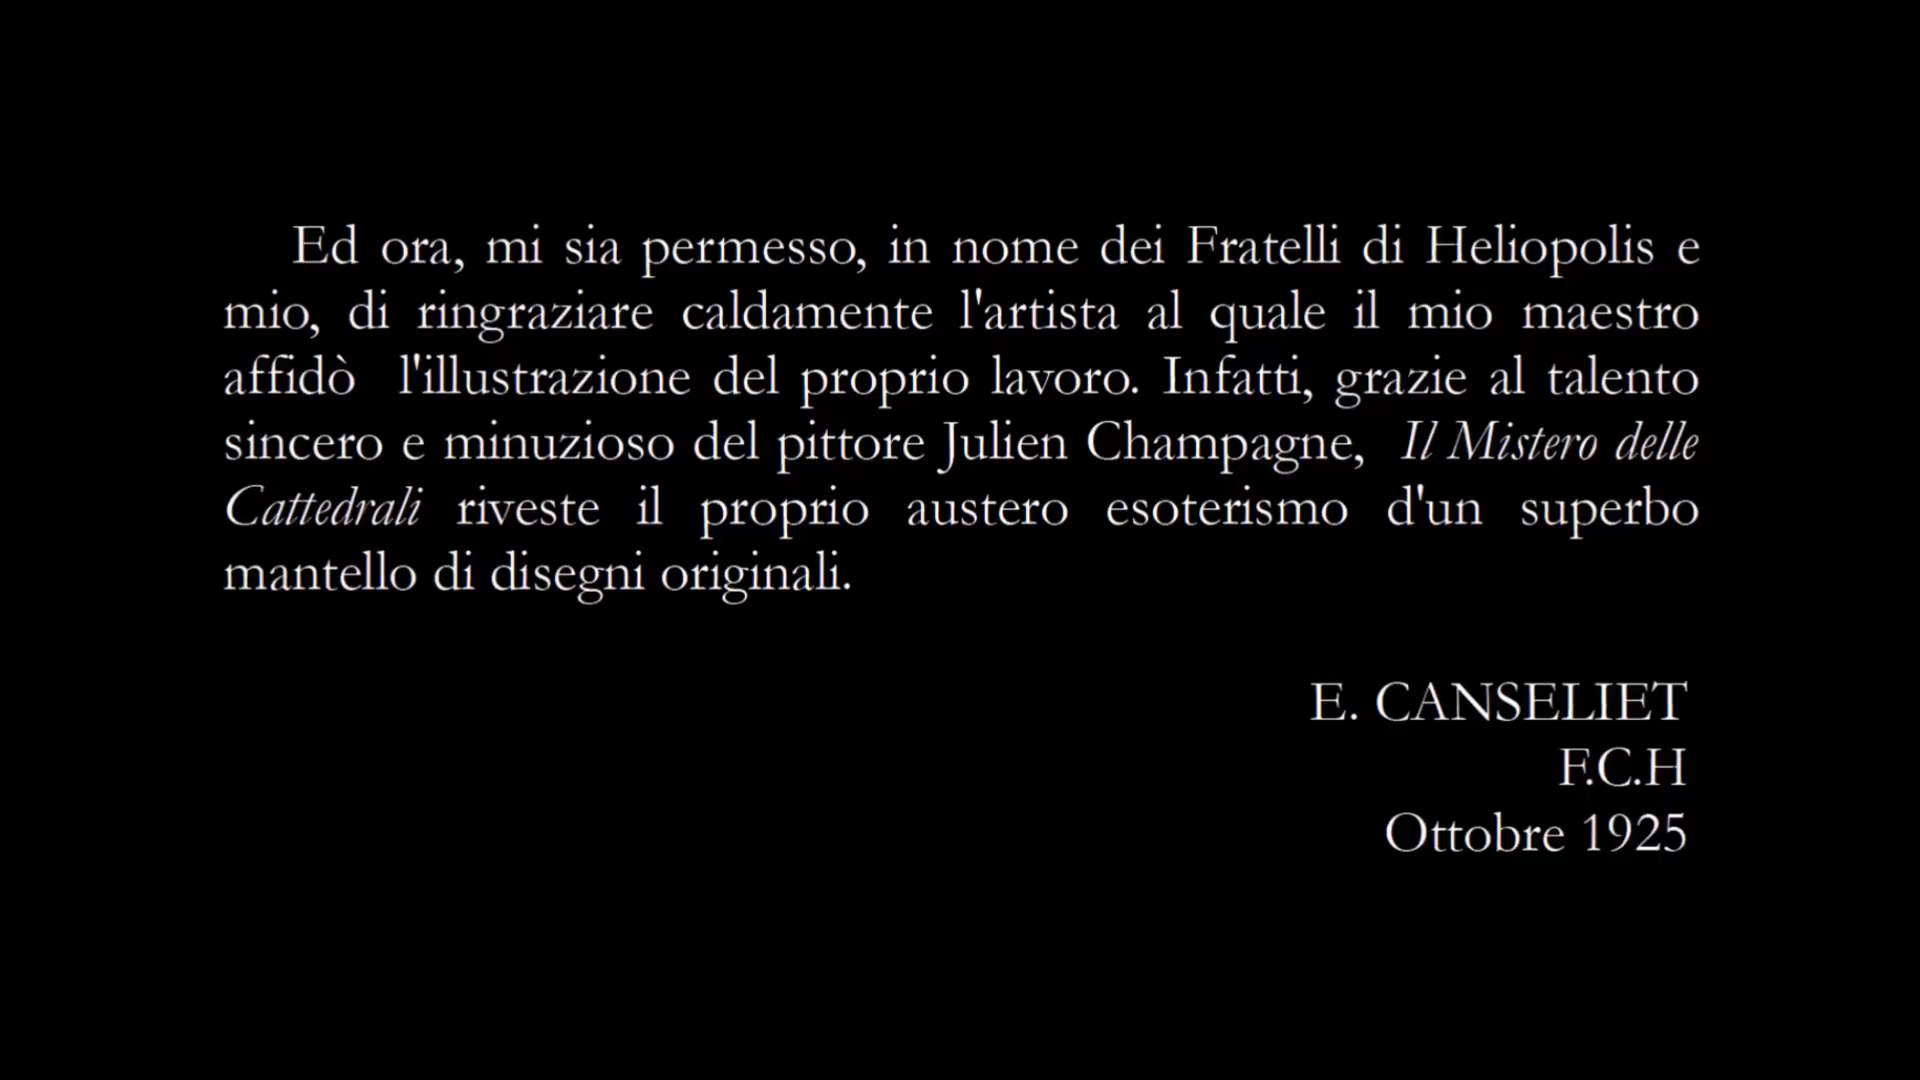 Ed ora, mi sia permesso, in nome dei Fratelli di Heliopolis e
mio, di ringraziare caldamente l'artista al quale il mio maestro
affidò l'illustrazione del proprio lavoro. Infatti, grazie al talento
sincero e minuzioso del pittore Julien Champagne, Il Mistero delle
Cattedrali riveste il proprio austero esoterismo d'un superbo
mantello di disegni originali.
E. CANSELIET
F.C.H
Ottobre 1925